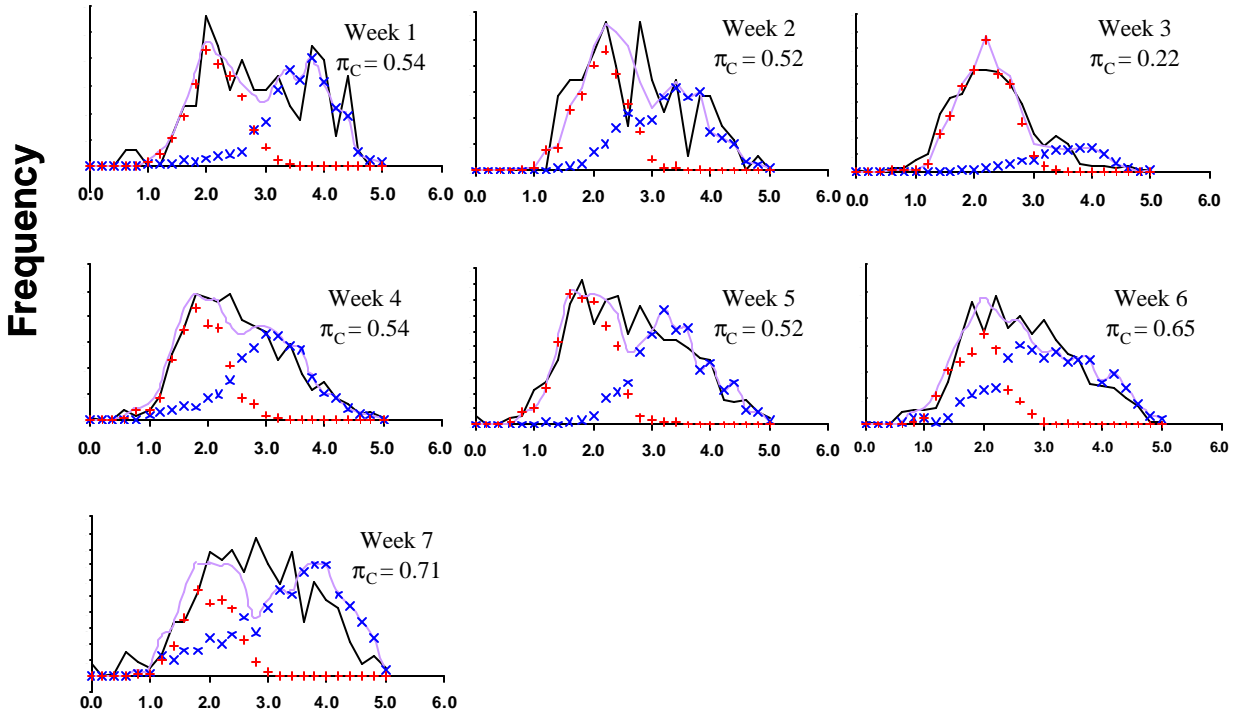 Frequency
Week 1
πC = 0.54
0.0 1.0 2.0 3.0 4.0 5.0 6.0
Week 2
πC = 0.52
0.0 1.0 2.0 3.0 4.0 5.0 6.0
Week 3
πC = 0.22
0.0 1.0 2.0 3.0 4.0 5.0 6.0
Week 4
πC = 0.54
0.0 1.0 2.0 3.0 4.0 5.0 6.0
Week 5
πC = 0.52
0.0 1.0 2.0 3.0 4.0 5.0 6.0
Week 6
πC = 0.65
0.0 1.0 2.0 3.0 4.0 5.0 6.0
Week 7
πC = 0.71
0.0 1.0 2.0 3.0 4.0 5.0 6.0